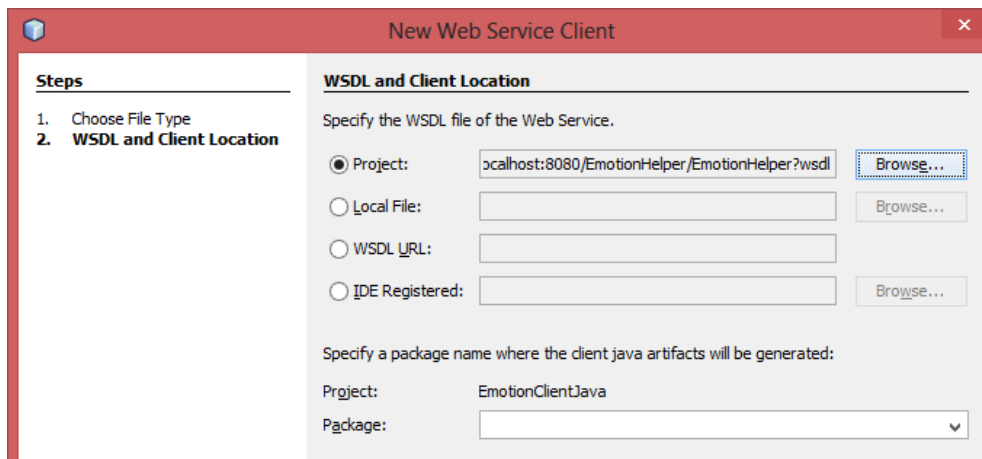 New Web Service Client
Steps
1. Choose File Type
2. WSDL and Client Location
WSDL and Client Location
Specify the WSDL file of the Web Service.
Project: ocalhost:8080/EmotionHelper/EmotionHelper?wsdl Browse...
Local File: Browse...
WSDL URL:
IDE Registered: Browse...
Specify a package name where the client java artifacts will be generated:
Project: EmotionClientJava
Package: